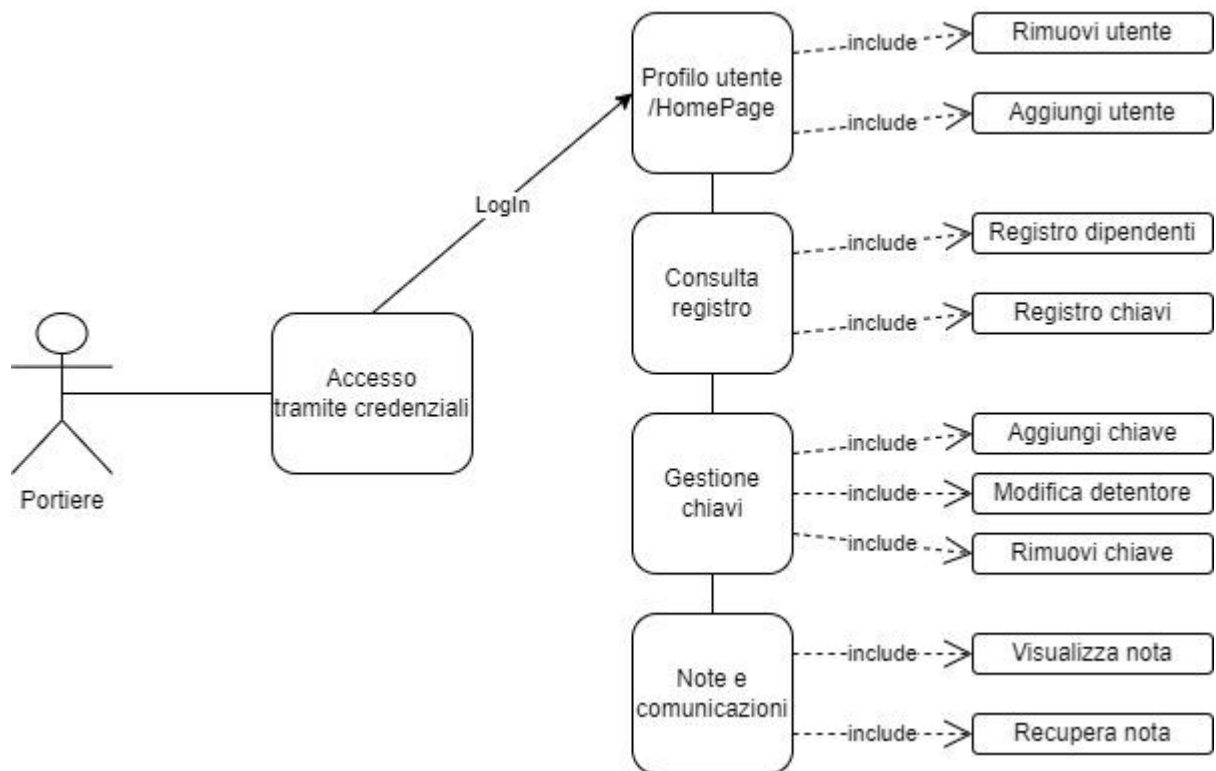 Profilo utente
/HomePage
include
Rimuovi utente
include
Aggiungi utente
LogIn
Consulta
registro
include
Registro dipendenti
include
Registro chiavi
Accesso
tramite credenziali
Portiere
Gestione
chiavi
include
Aggiungi chiave
include
Modifica detentore
include
Rimuovi chiave
Note e
comunicazioni
include
Visualizza nota
include
Recupera nota